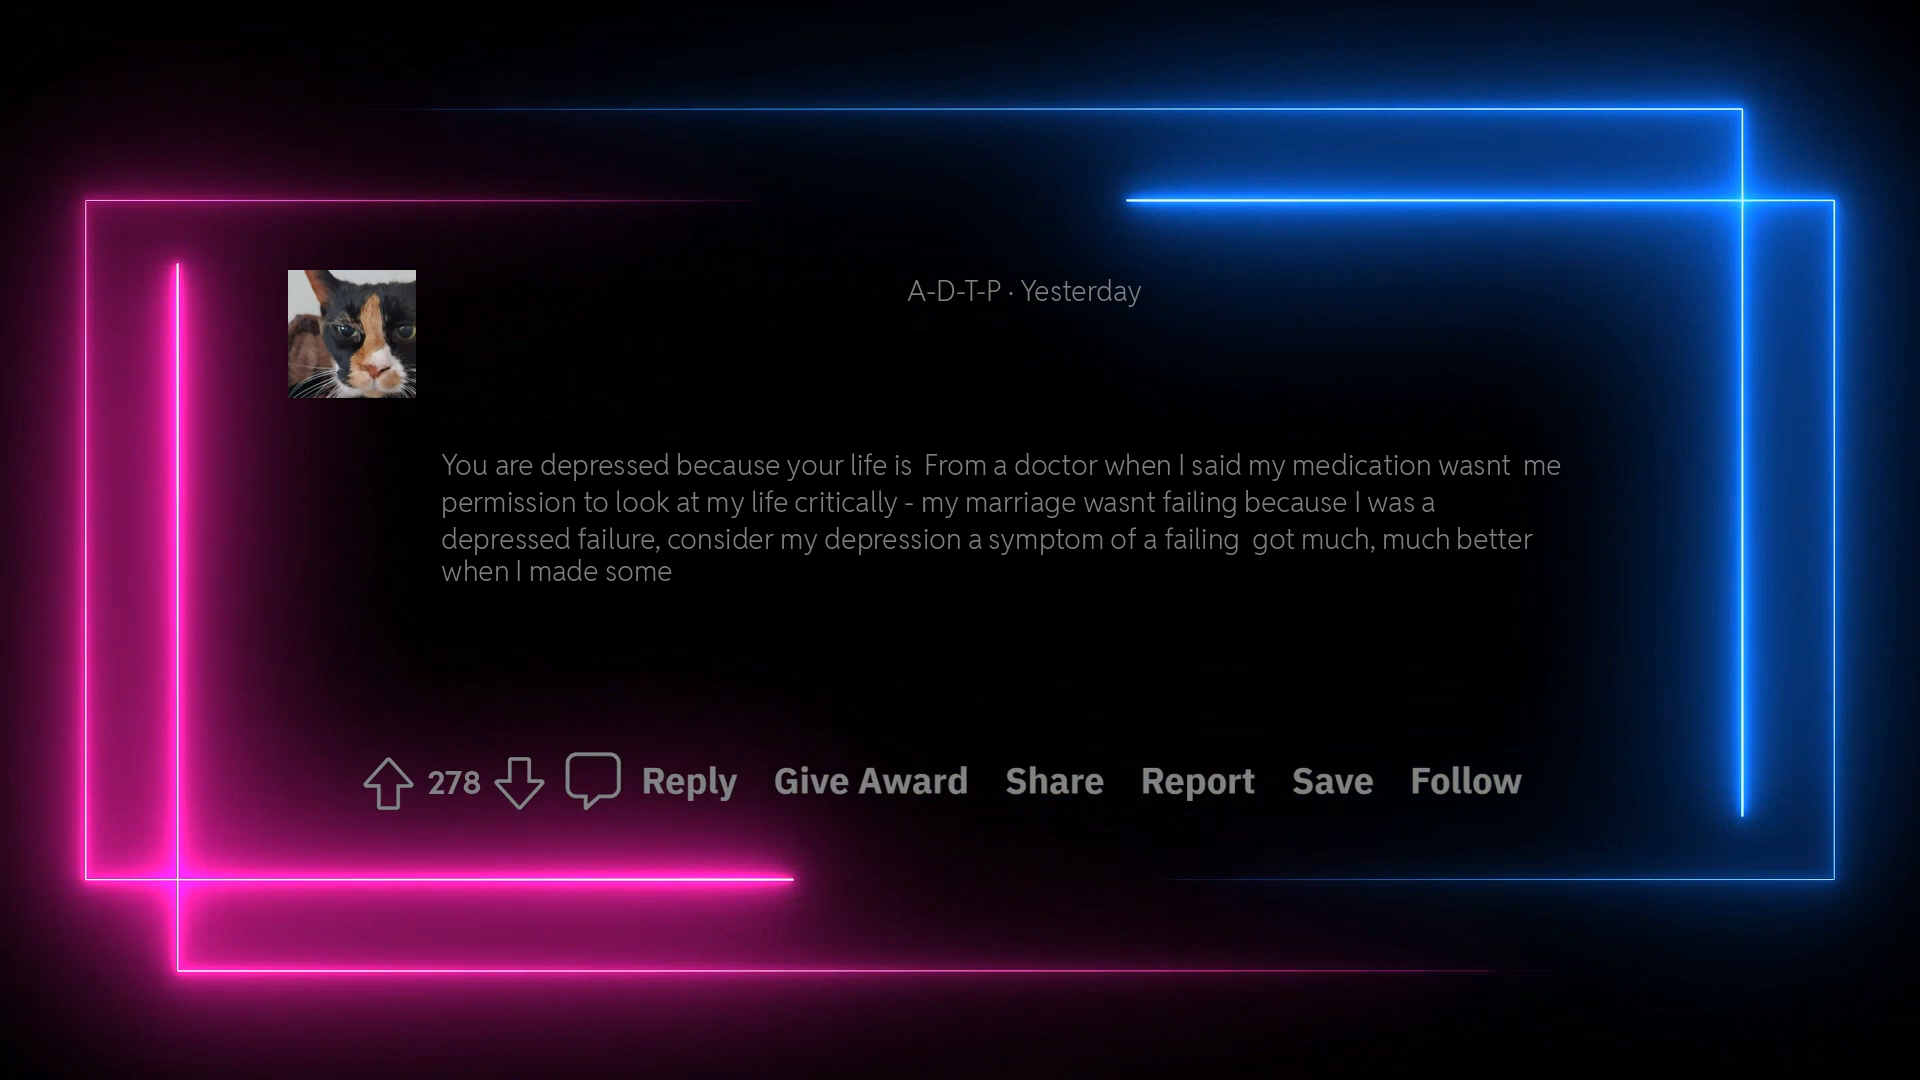 A-D-T-P · Yesterday
You are depressed because your life is From a doctor when I said my medication wasnt me
permission to look at my life critically - my marriage wasnt failing because I was a
depressed failure, consider my depression a symptom of a failing got much, much better
when I made some
278 Reply Give Award Share Report Save Follow